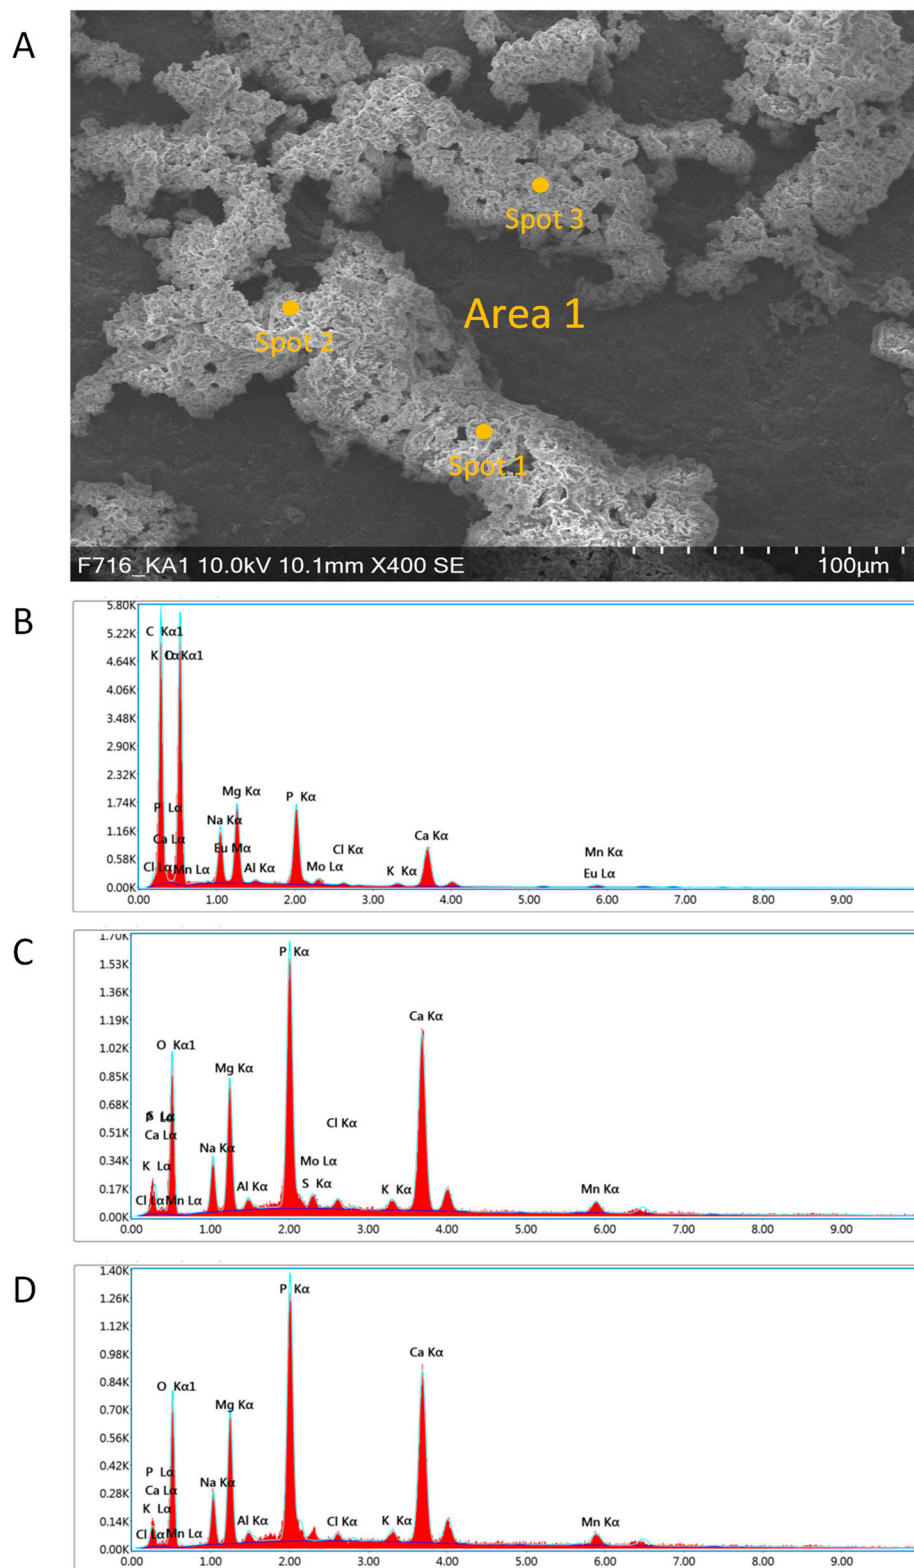 A
Spot 3
Area 1
Spot 2
Spot 1
F716_KA1 10.0kV 10.1mm X400 SE 100µm
B
5.80K
5.22K
4.64K
4.06K
3.48K
2.90K
2.32K
1.74K
1.16K
0.58K
0.00K
C Kα1
Kα1
P Lα
Ca Lα
Cl Lα
Mn Lα
Na Kα
Eu Mα
Mg Kα
Al Kα
P Kα
Mo Lα
Cl Kα
K Kα
Ca Kα
Mn Kα
Eu Lα
0.00 1.00 2.00 3.00 4.00 5.00 6.00 7.00 8.00 9.00
C
1.70K
1.53K
1.36K
1.19K
1.02K
0.85K
0.68K
0.51K
0.34K
0.17K
0.00K
O Kα1
Ca Lα
K Lα
Cl Lα
Mn Lα
Na Kα
Mg Kα
Al Kα
P Kα
Cl Kα
Mo Lα
S Kα
K Kα
Ca Kα
Mn Kα
0.00 1.00 2.00 3.00 4.00 5.00 6.00 7.00 8.00 9.00
D
1.40K
1.26K
1.12K
0.98K
0.84K
0.70K
0.56K
0.42K
0.28K
0.14K
0.00K
O Kα1
P Lα
Ca Lα
K Lα
Cl Lα
Mn Lα
Na Kα
Mg Kα
Al Kα
P Kα
Cl Kα
K Kα
Ca Kα
Mn Kα
0.00 1.00 2.00 3.00 4.00 5.00 6.00 7.00 8.00 9.00